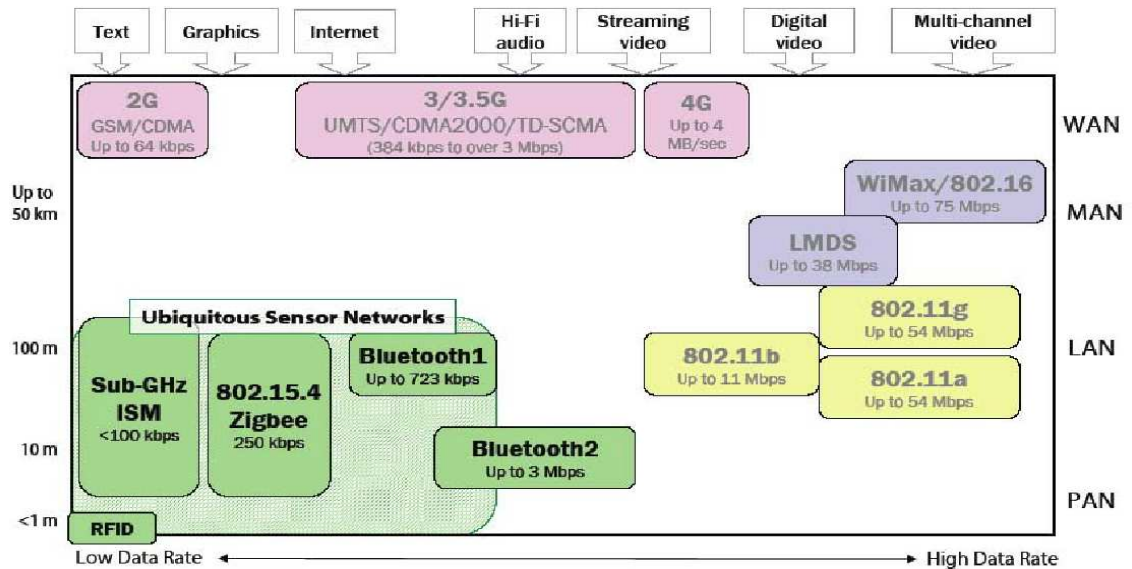 Text
Graphics
Internet
Hi-Fi
audio
Streaming
video
Digital
video
Multi-channel
video
2G
GSM/CDMA
Up to 64 kbps
3/3.5G
UMTS/CDMA2000/TD-SCMA
(384 kbps to over 3 Mbps)
4G
Up to 4
MB/sec
WAN
Up to
50 km
WiMax/802.16
Up to 75 Mbps
MAN
LMDS
Up to 38 Mbps
Ubiquitous Sensor Networks
802.11g
Up to 54 Mbps
100 m
Sub-GHz
ISM
<100 kbps
802.15.4
Zigbee
250 kbps
Bluetooth1
Up to 723 kbps
802.11b
Up to 11 Mbps
802.11a
Up to 54 Mbps
LAN
10 m
Bluetooth2
Up to 3 Mbps
PAN
<1 m
RFID
Low Data Rate
High Data Rate